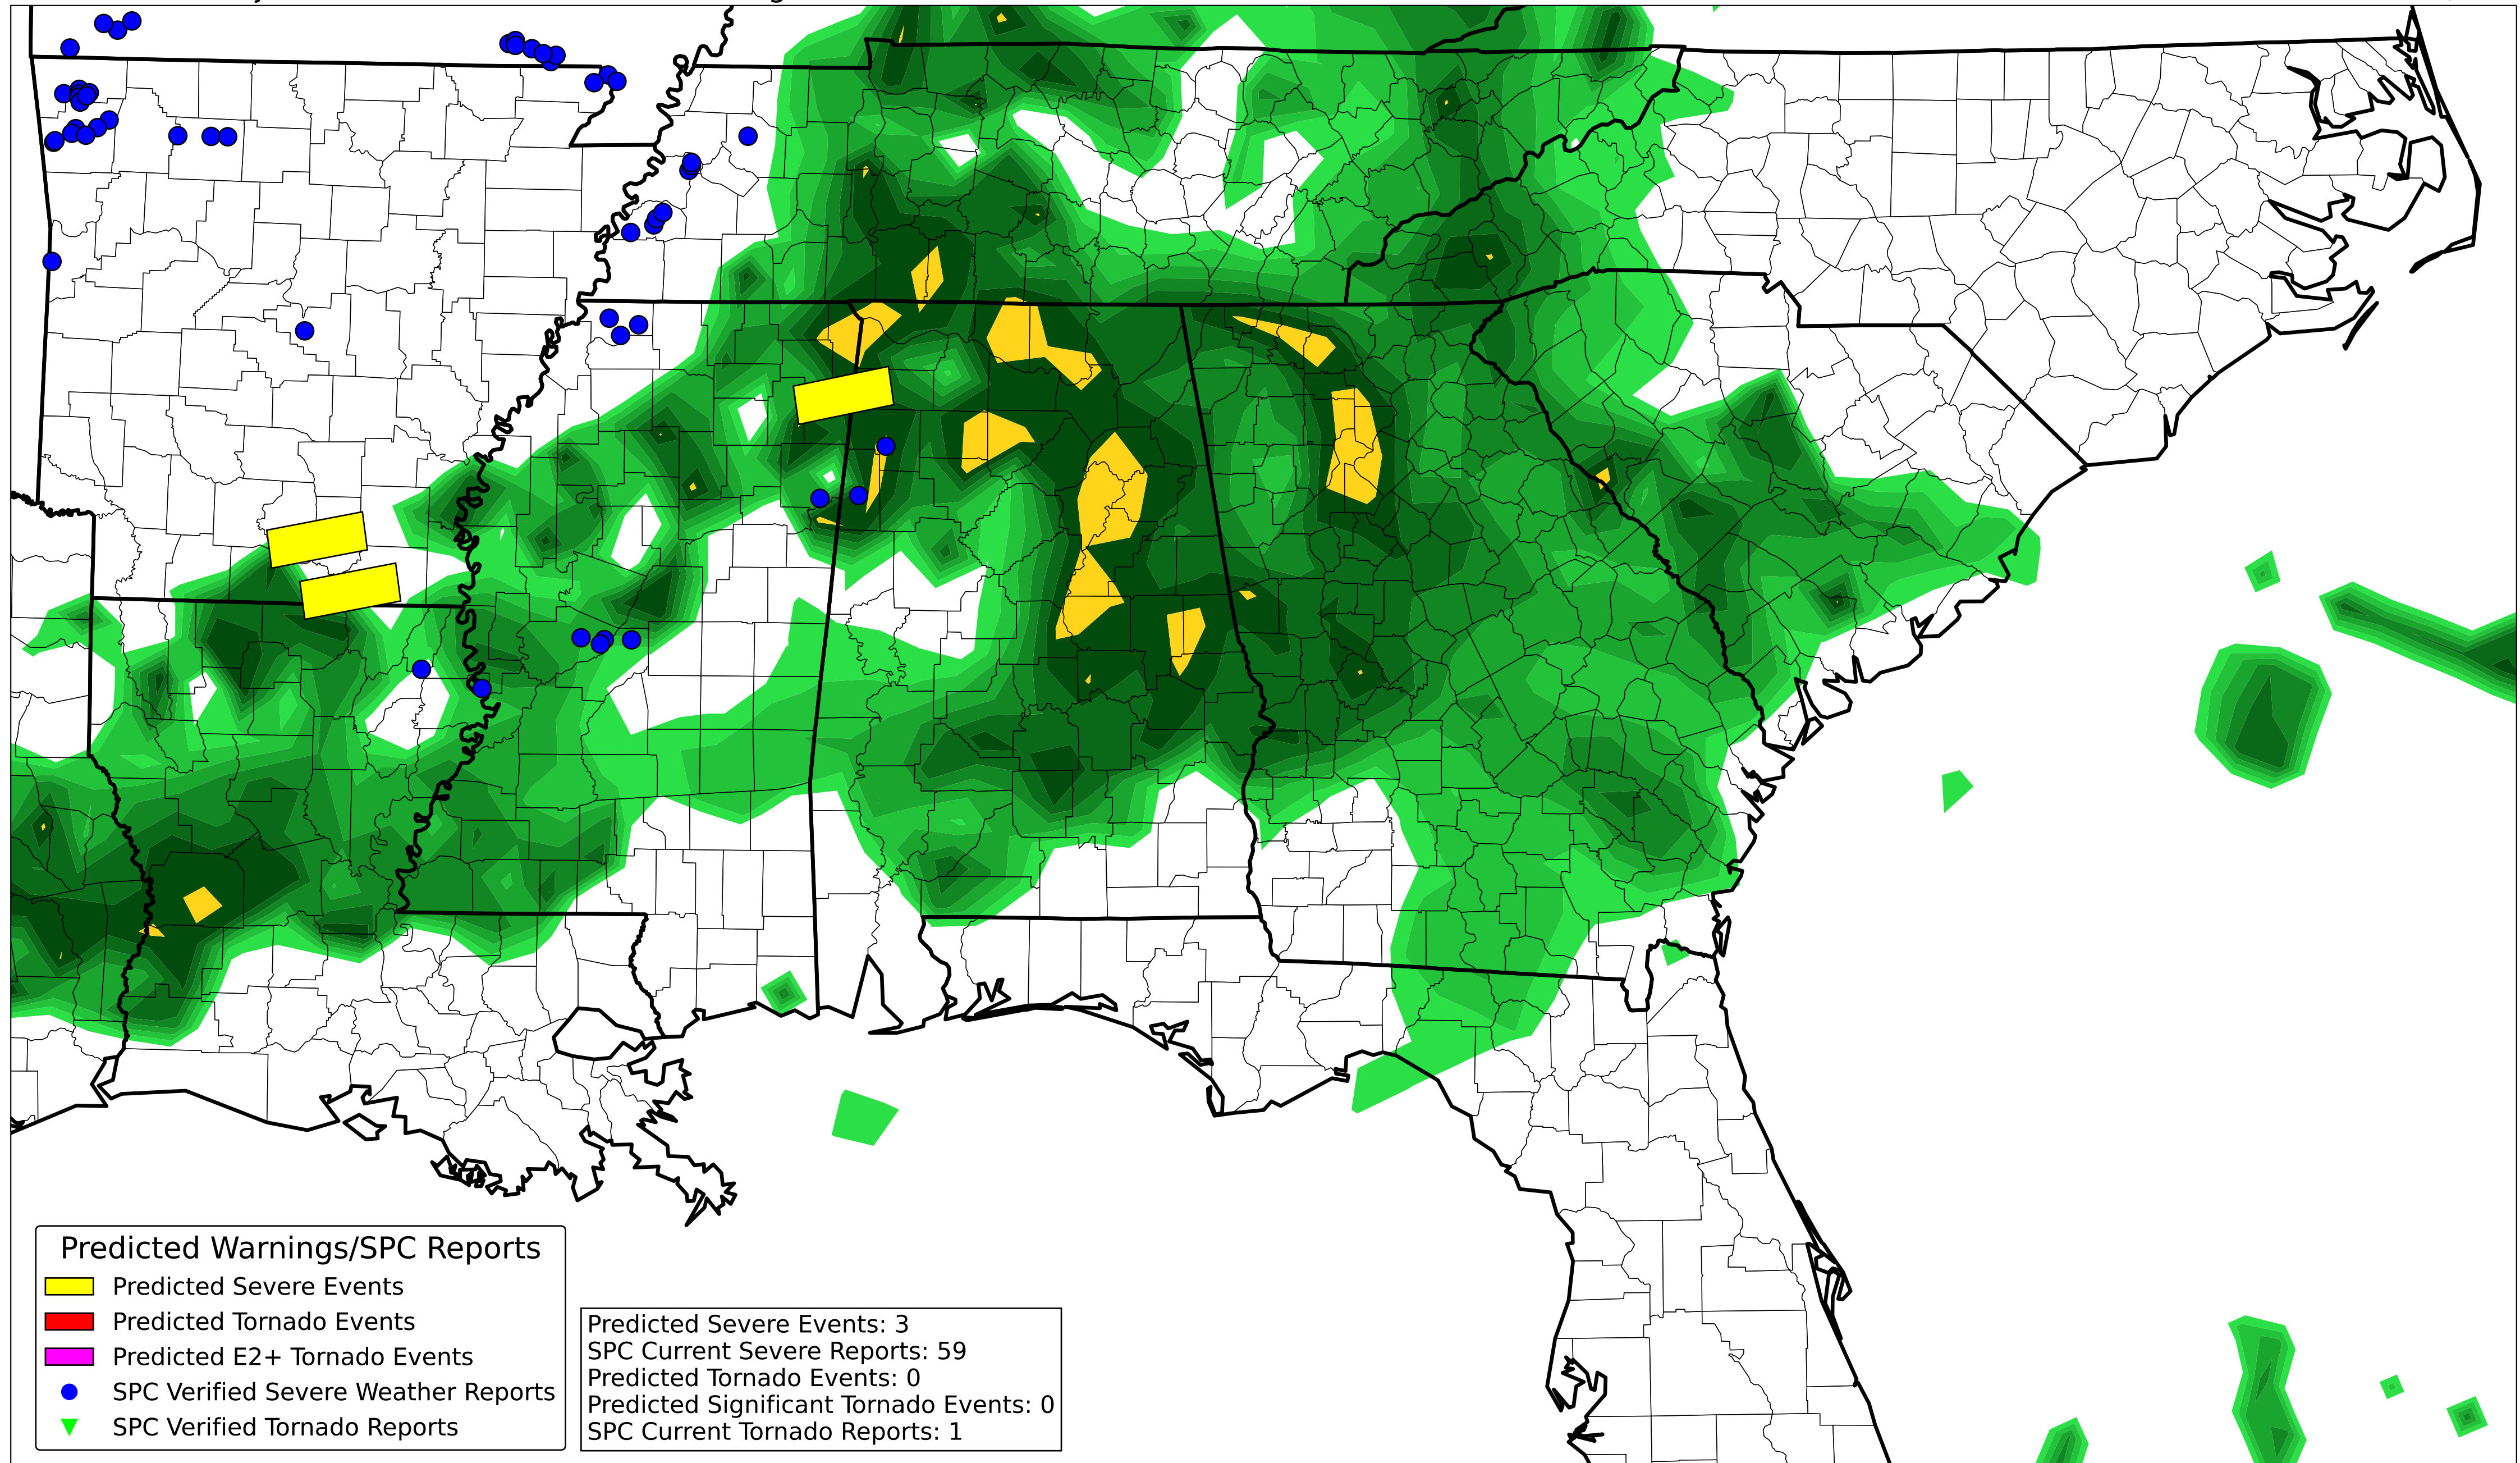 Predicted Warnings/SPC Reports
Predicted Severe Events
Predicted Tornado Events
Predicted E2+ Tornado Events
SPC Verified Severe Weather Reports
SPC Verified Tornado Reports
Predicted Severe Events: 3
SPC Current Severe Reports: 59
Predicted Tornado Events: 0
Predicted Significant Tornado Events: 0
SPC Current Tornado Reports: 1